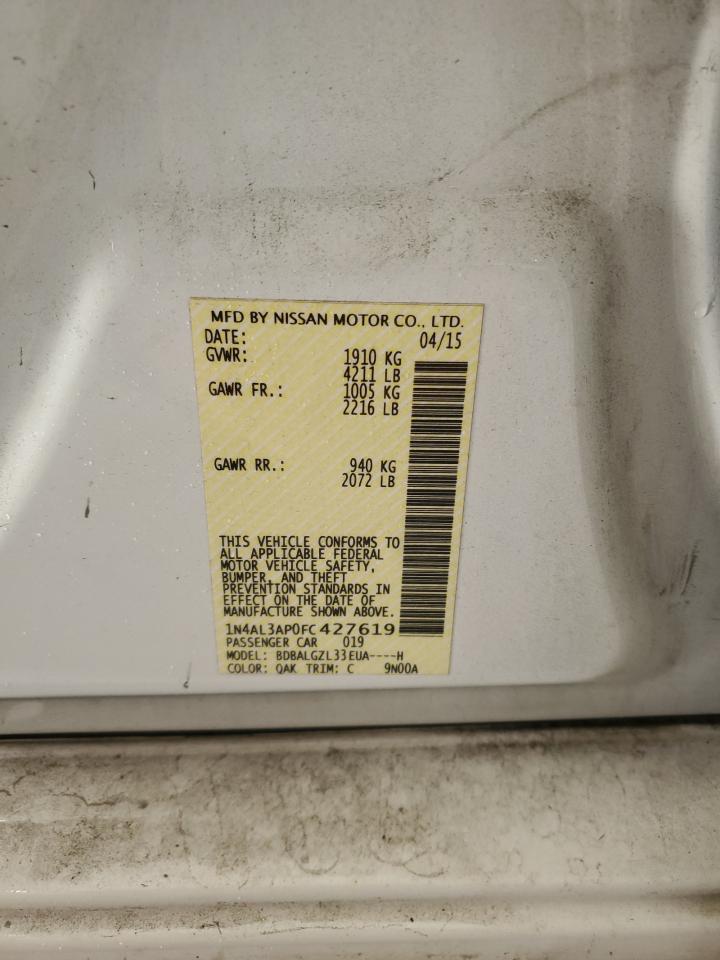 MFD BY NISSAN MOTOR CO., LTD.
DATE: 04/15
GVWR: 1910 KG
4211 LB
GAWR FR.: 1005 KG
2216 LB
GAWR RR.: 940 KG
2072 LB
THIS VEHICLE CONFORMS TO
ALL APPLICABLE FEDERAL
MOTOR VEHICLE SAFETY,
BUMPER, AND THEFT
PREVENTION STANDARDS IN
EFFECT ON THE DATE OF
MANUFACTURE SHOWN ABOVE.
1N4AL3AP0FC427619
PASSENGER CAR 019
MODEL: BDBALGZL33EUA----H
COLOR: QAK TRIM: C 9N00A